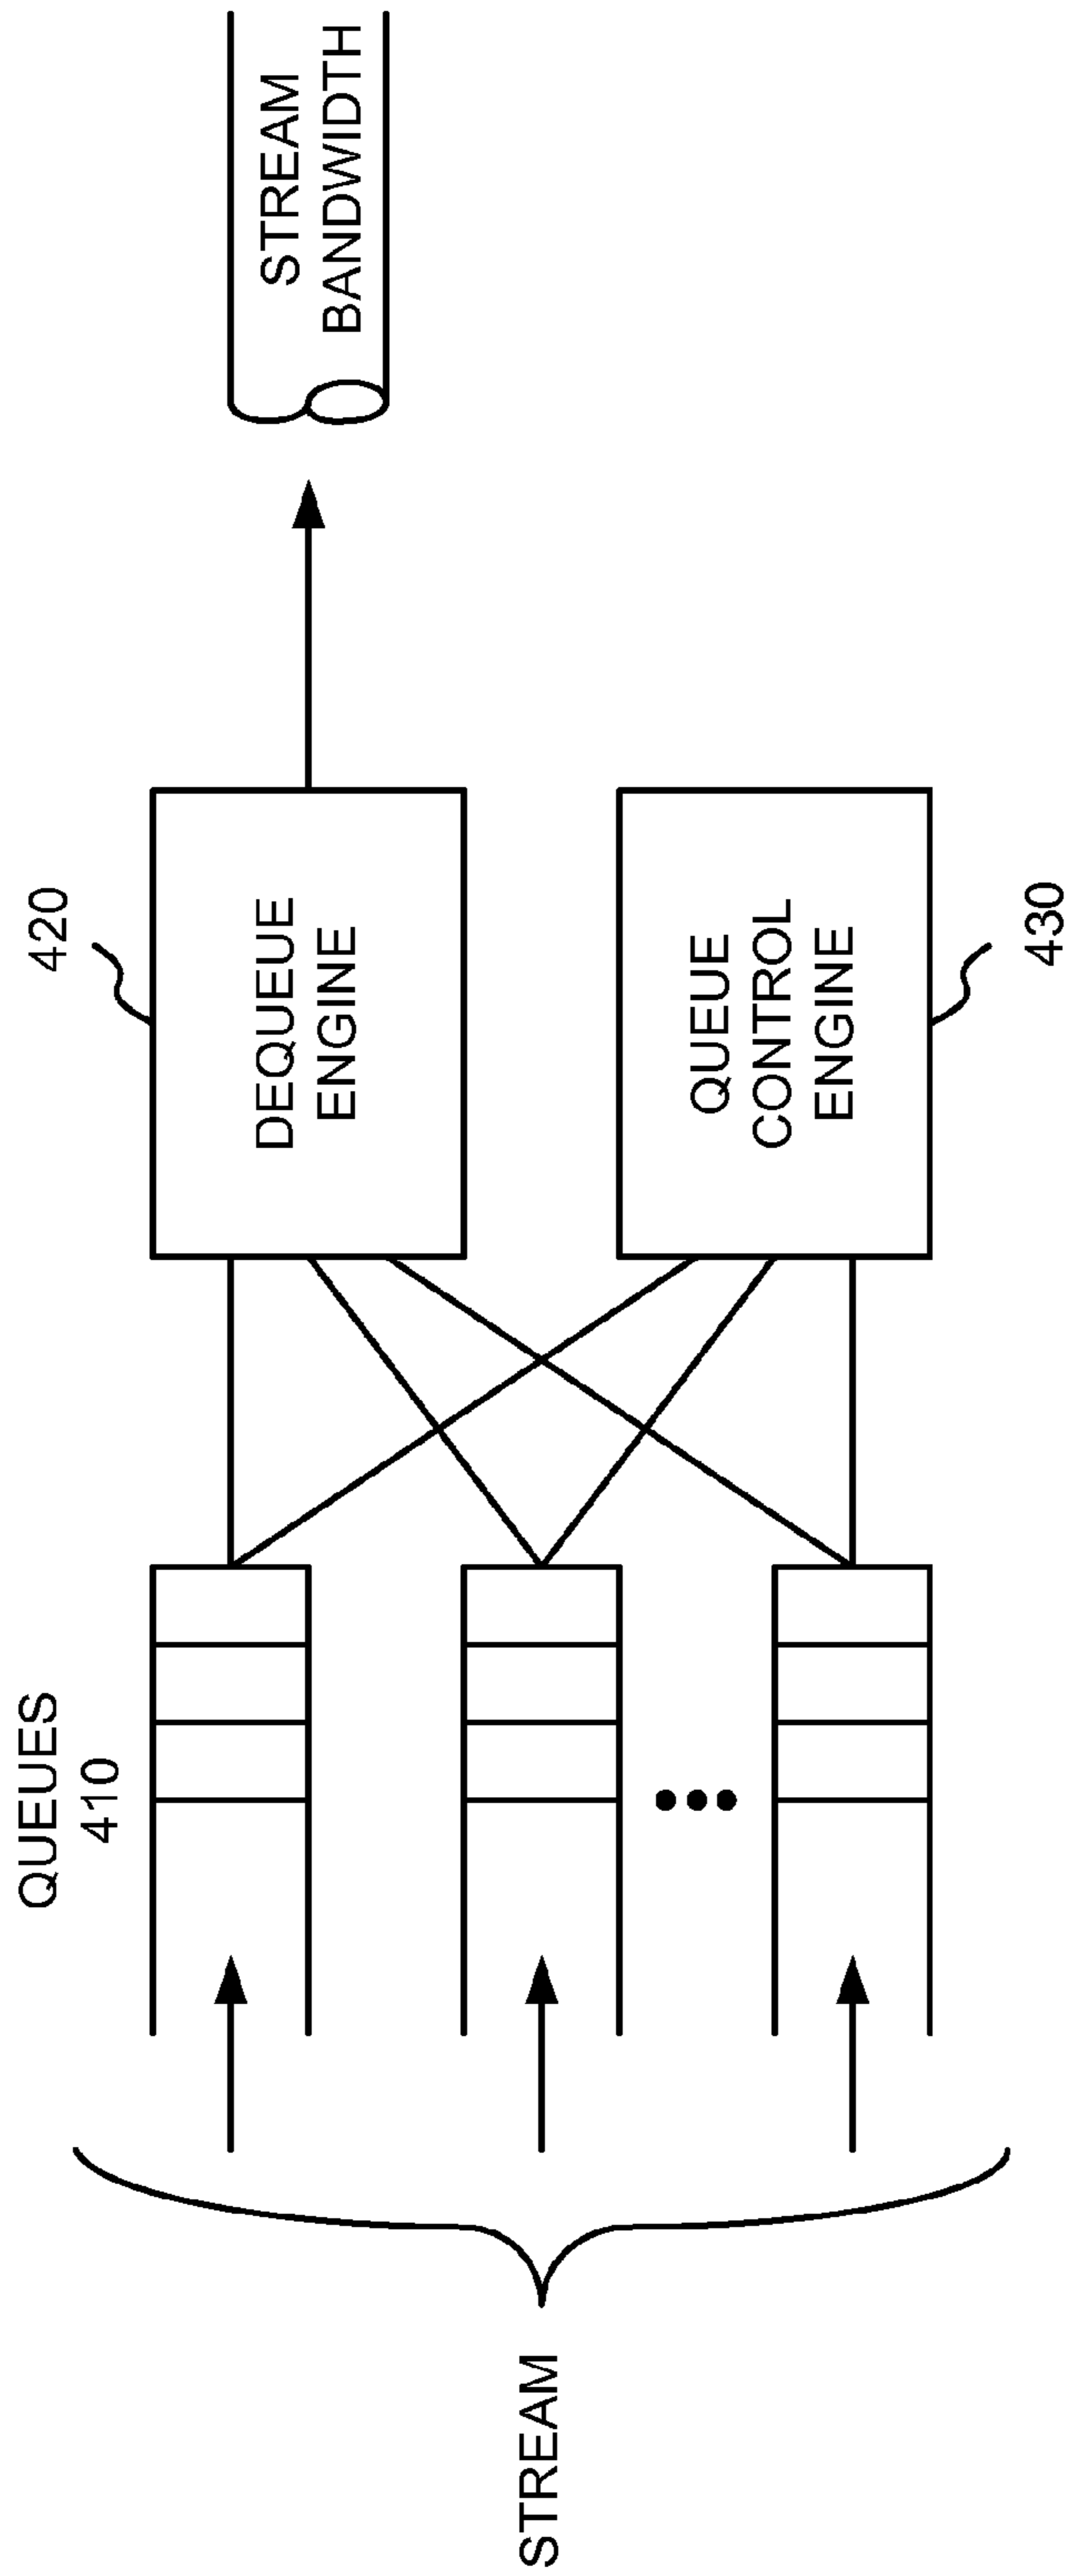 QUEUES
410
420
STREAM
BANDWIDTH
DEQUEUE
ENGINE
STREAM
QUEUE
CONTROL
ENGINE
430